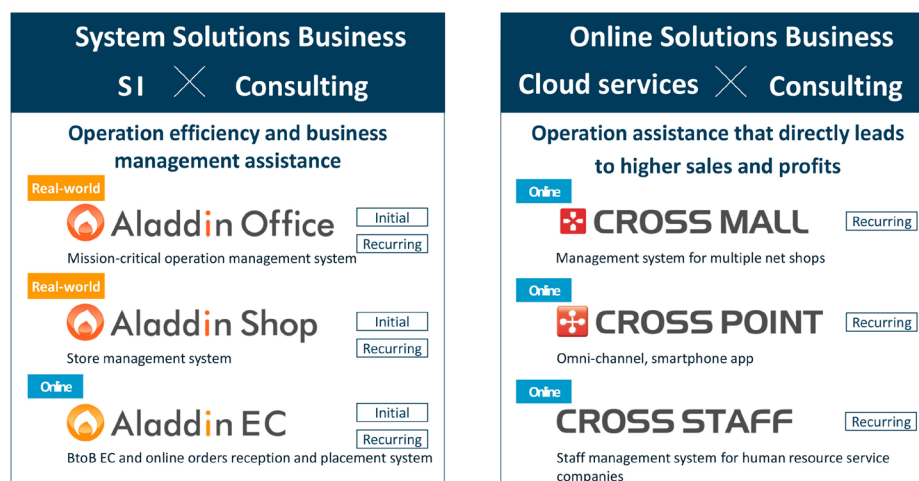 System Solutions Business
SI × Consulting
Operation efficiency and business
management assistance
Real-world
Aladdin Office
Initial
Recurring
Mission-critical operation management system
Real-world
Aladdin Shop
Initial
Recurring
Store management system
Online
Aladdin EC
Initial
Recurring
BtoB EC and online orders reception and placement system
Online Solutions Business
Cloud services × Consulting
Operation assistance that directly leads
to higher sales and profits
Online
CROSS MALL
Recurring
Management system for multiple net shops
Online
CROSS POINT
Recurring
Omni-channel, smartphone app
Online
CROSS STAFF
Recurring
Staff management system for human resource service
companies